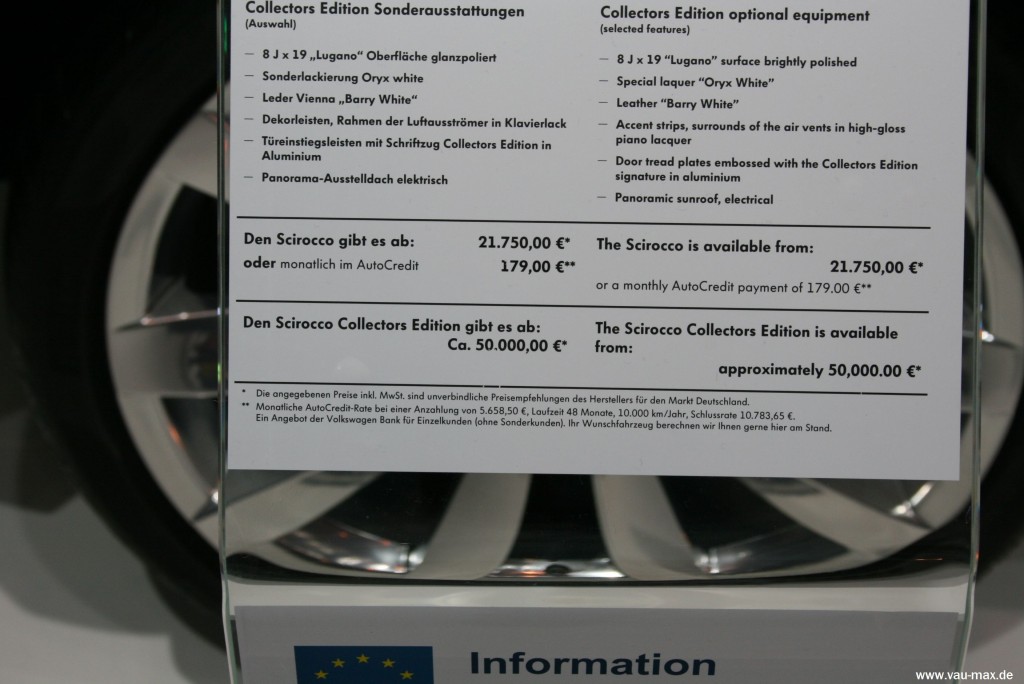 Collectors Edition Sonderausstattungen
(Auswahl)
— 8 J x 19 „Lugano“ Oberfläche glanzpoliert
— Sonderlackierung Oryx white
— Leder Vienna „Barry White“
— Dekorleisten, Rahmen der Luftausströmer in Klavierlack
— Türeinstiegsleisten mit Schriftzug Collectors Edition in
Aluminium
— Panorama-Ausstelldach elektrisch
Collectors Edition optional equipment
(selected features)
— 8 J x 19 “Lugano” surface brightly polished
— Special laquer “Oryx White”
— Leather “Barry White”
— Accent strips, surrounds of the air vents in high-gloss
piano lacquer
— Door tread plates embossed with the Collectors Edition
signature in aluminium
— Panoramic sunroof, electrical
Den Scirocco gibt es ab: 21.750,00 €*
oder monatlich im AutoCredit 179,00 €**
The Scirocco is available from:
21.750,00 €*
or a monthly AutoCredit payment of 179.00 €**
Den Scirocco Collectors Edition gibt es ab:
Ca. 50.000,00 €*
The Scirocco Collectors Edition is available
from:
approximately 50,000.00 €*
* Die angegebenen Preise inkl. MwSt. sind unverbindliche Preisempfehlungen des Herstellers für den Markt Deutschland.
** Monatliche AutoCredit-Rate bei einer Anzahlung von 5.658,50 €, Laufzeit 48 Monate, 10.000 km/Jahr, Schlussrate 10.783,65 €.
Ein Angebot der Volkswagen Bank für Einzelkunden (ohne Sonderkunden). Ihr Wunschfahrzeug berechnen wir Ihnen gerne hier am Stand.
Information
www.vau-max.de